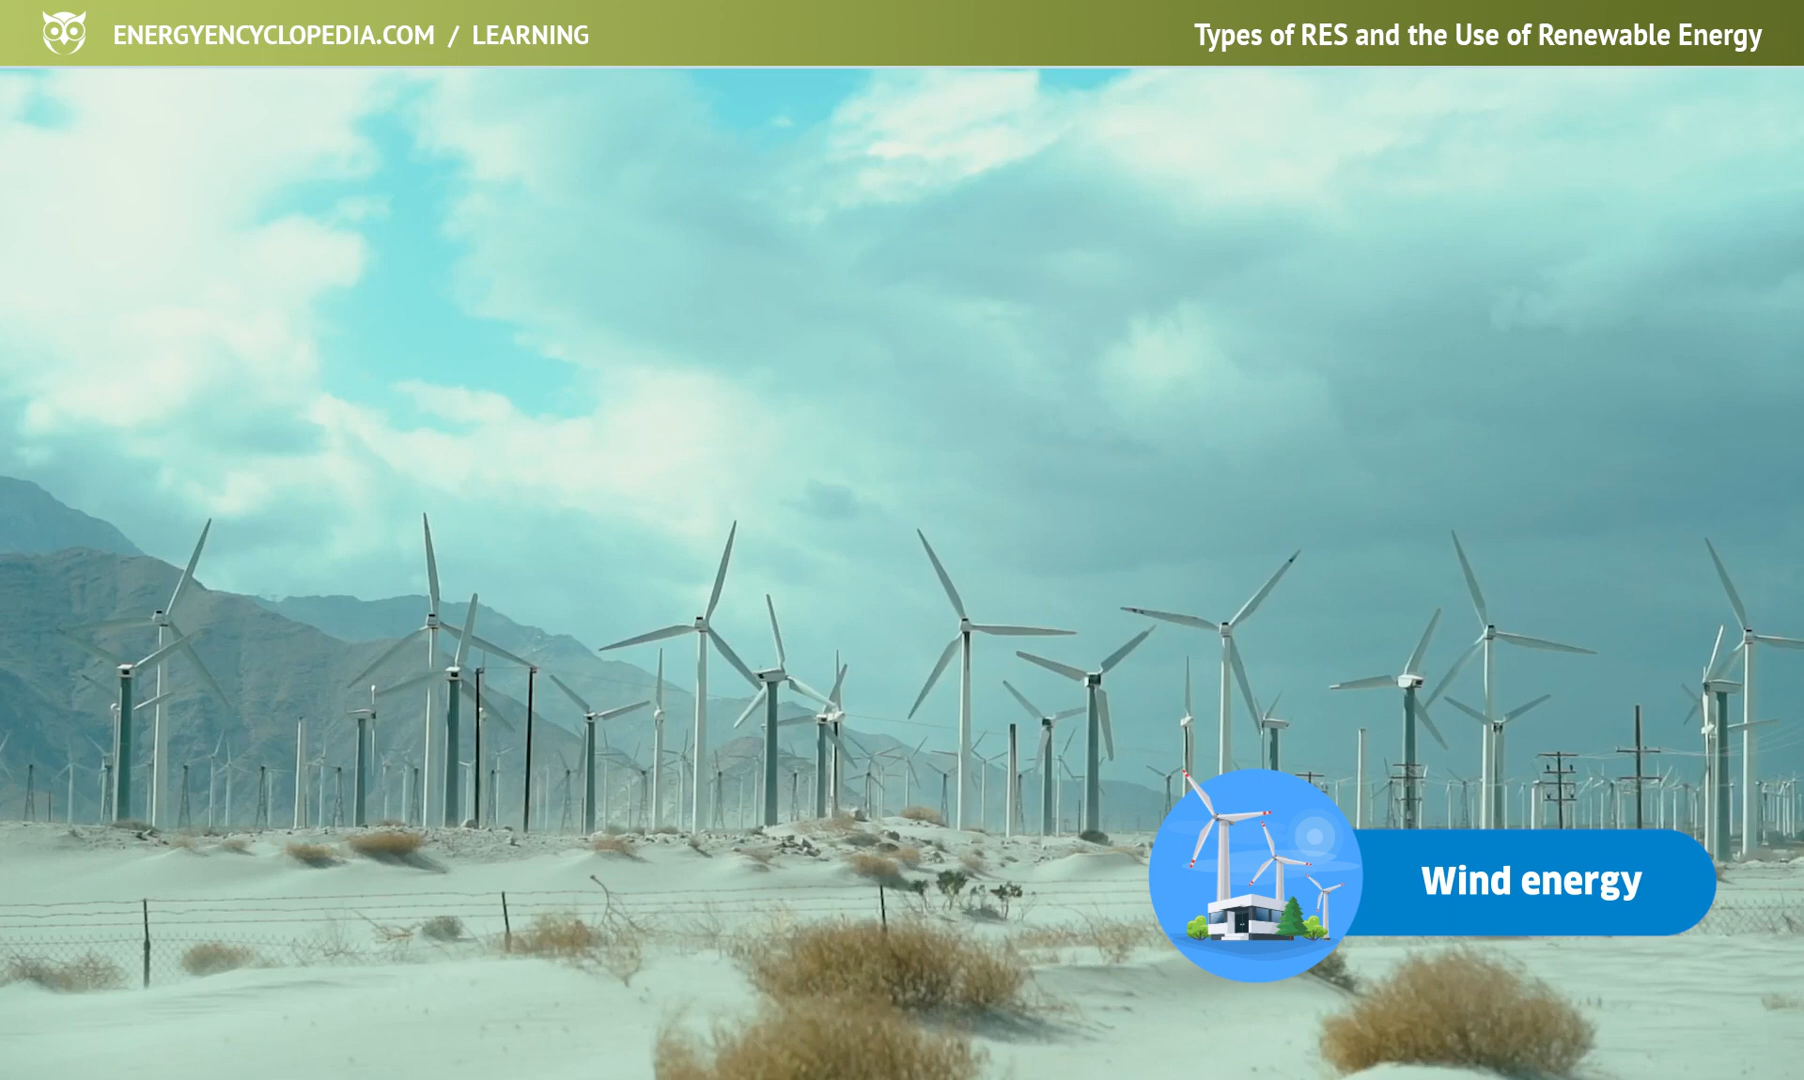 ENERGYENCYCLOPEDIA.COM / LEARNING
Types of RES and the Use of Renewable Energy
Wind energy